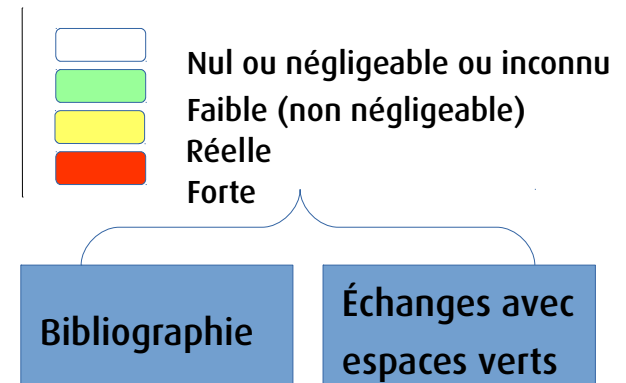 Nul ou négligeable ou inconnu
Faible (non négligeable)
Réelle
Forte
Bibliographie
Échanges avec
espaces verts